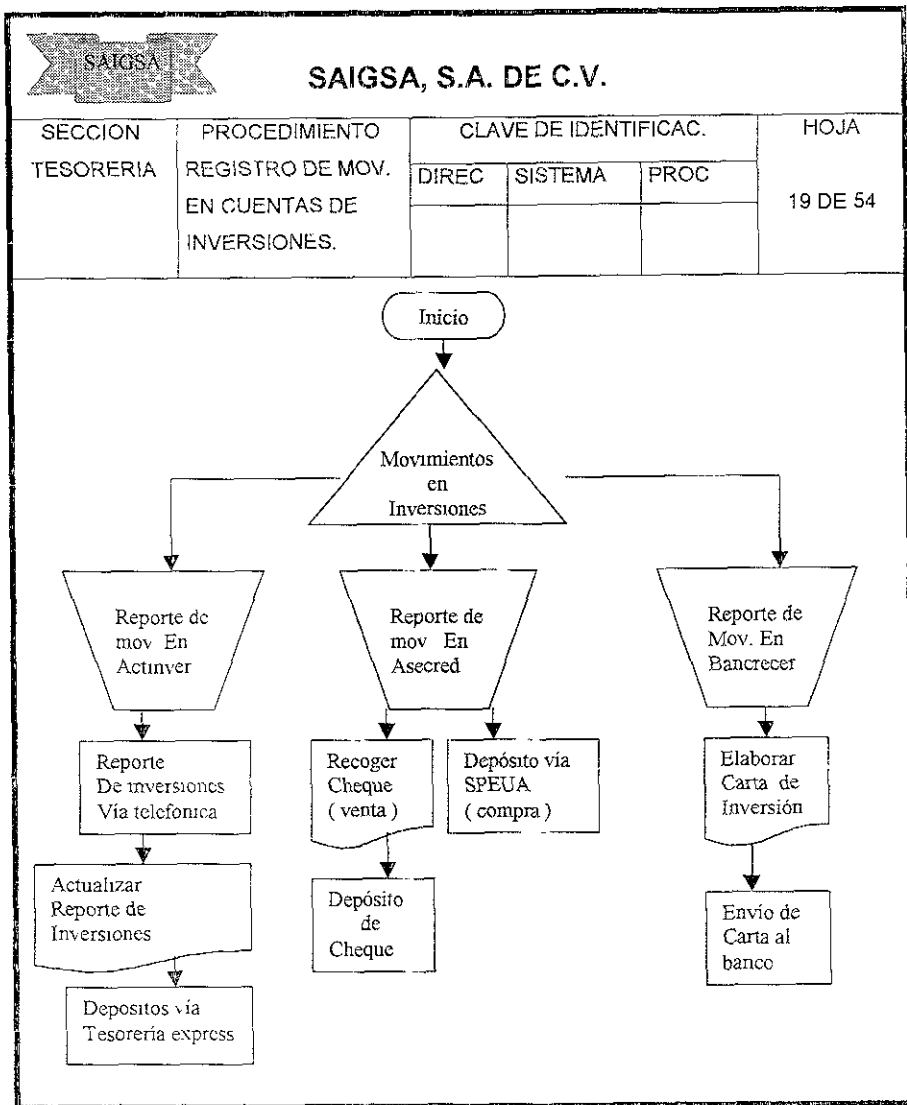 SAIGSA
SAIGSA, S.A. DE C.V.
SECCION
TESORERIA
PROCEDIMIENTO
REGISTRO DE MOV.
EN CUENTAS DE
INVERSIONES.
CLAVE DE IDENTIFICAC.
DIREC
SISTEMA
PROC
HOJA
19 DE 54
Inicio
Movimientos
en
Inversiones
Reporte de
mov En
Actinver
Reporte de
mov En
Asecred
Reporte de
Mov. En
Bancrecer
Reporte
De inversiones
Vía telefonica
Recoger
Cheque
( venta )
Depósito vía
SPEUA
( compra )
Elaborar
Carta de
Inversión
Actualizar
Reporte de
Inversiones
Depósito
de
Cheque
Envío de
Carta al
banco
Depositos vía
Tesorería express